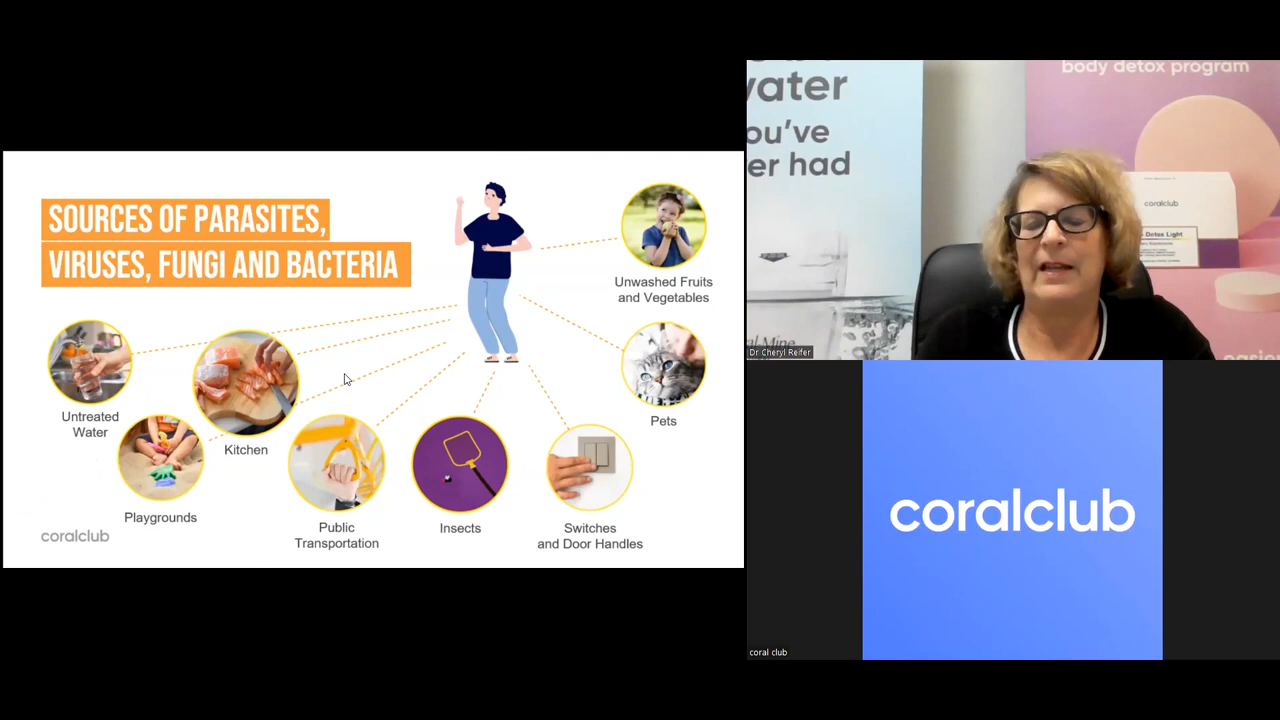 SOURCES OF PARASITES,
VIRUSES, FUNGI AND BACTERIA
Unwashed Fruits
and Vegetables
Untreated
Water
Kitchen
Pets
Playgrounds
Public
Transportation
Insects
Switches
and Door Handles
coralclub
vater
ou've
er had
body detox program
coralclub
Detox Light
easier
Dr Cheryl Reifer
coralclub
coral club